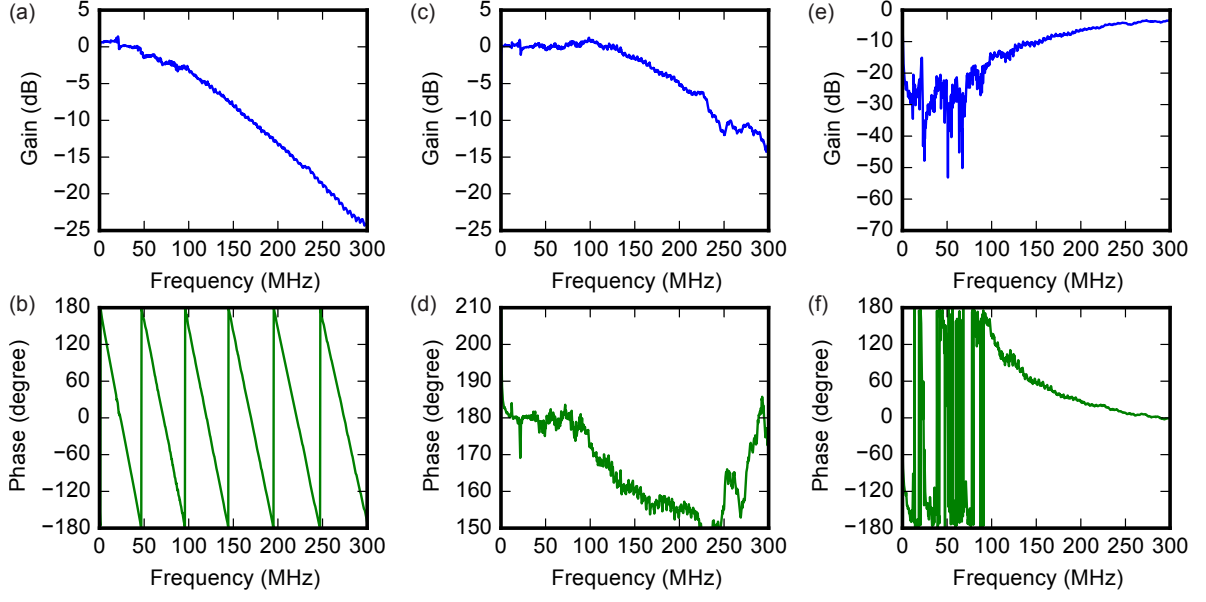 (a)
5
0
−5
−10
−15
−20
−25
Gain (dB)
0 50 100 150 200 250 300
Frequency (MHz)
(c)
5
0
−5
−10
−15
−20
−25
Gain (dB)
0 50 100 150 200 250 300
Frequency (MHz)
(e)
0
−10
−20
−30
−40
−50
−60
−70
Gain (dB)
0 50 100 150 200 250 300
Frequency (MHz)
(b)
180
120
60
0
−60
−120
−180
Phase (degree)
0 50 100 150 200 250 300
Frequency (MHz)
(d)
210
200
190
180
170
160
150
Phase (degree)
0 50 100 150 200 250 300
Frequency (MHz)
(f)
180
120
60
0
−60
−120
−180
Phase (degree)
0 50 100 150 200 250 300
Frequency (MHz)